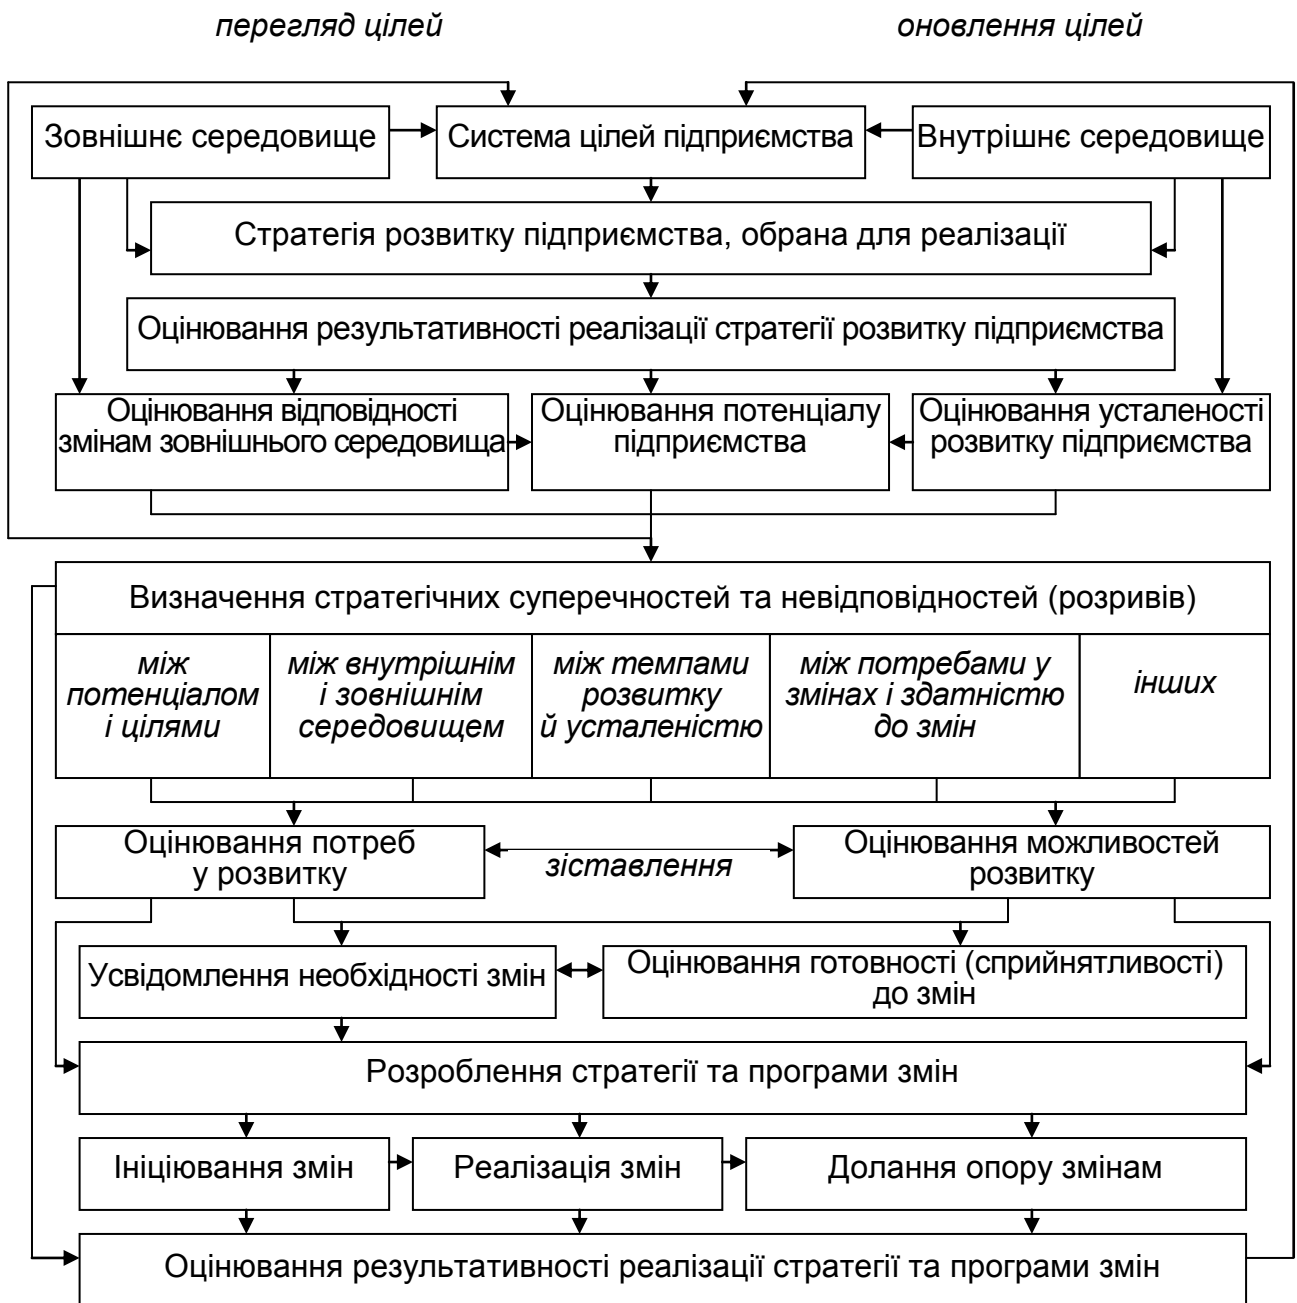 перегляд цілей
оновлення цілей
Зовнішнє середовище
Система цілей підприємства
Внутрішнє середовище
Стратегія розвитку підприємства, обрана для реалізації
Оцінювання результативності реалізації стратегії розвитку підприємства
Оцінювання відповідності
змінам зовнішнього середовища
Оцінювання потенціалу
підприємства
Оцінювання усталеності
розвитку підприємства
Визначення стратегічних суперечностей та невідповідностей (розривів)
між
потенціалом
і цілями
між внутрішнім
і зовнішнім
середовищем
між темпами
розвитку
й усталеністю
між потребами у
змінах і здатністю
до змін
інших
Оцінювання потреб
у розвитку
зіставлення
Оцінювання можливостей
розвитку
Усвідомлення необхідності змін
Оцінювання готовності (сприйнятливості)
до змін
Розроблення стратегії та програми змін
Ініціювання змін
Реалізація змін
Долання опору змінам
Оцінювання результативності реалізації стратегії та програми змін